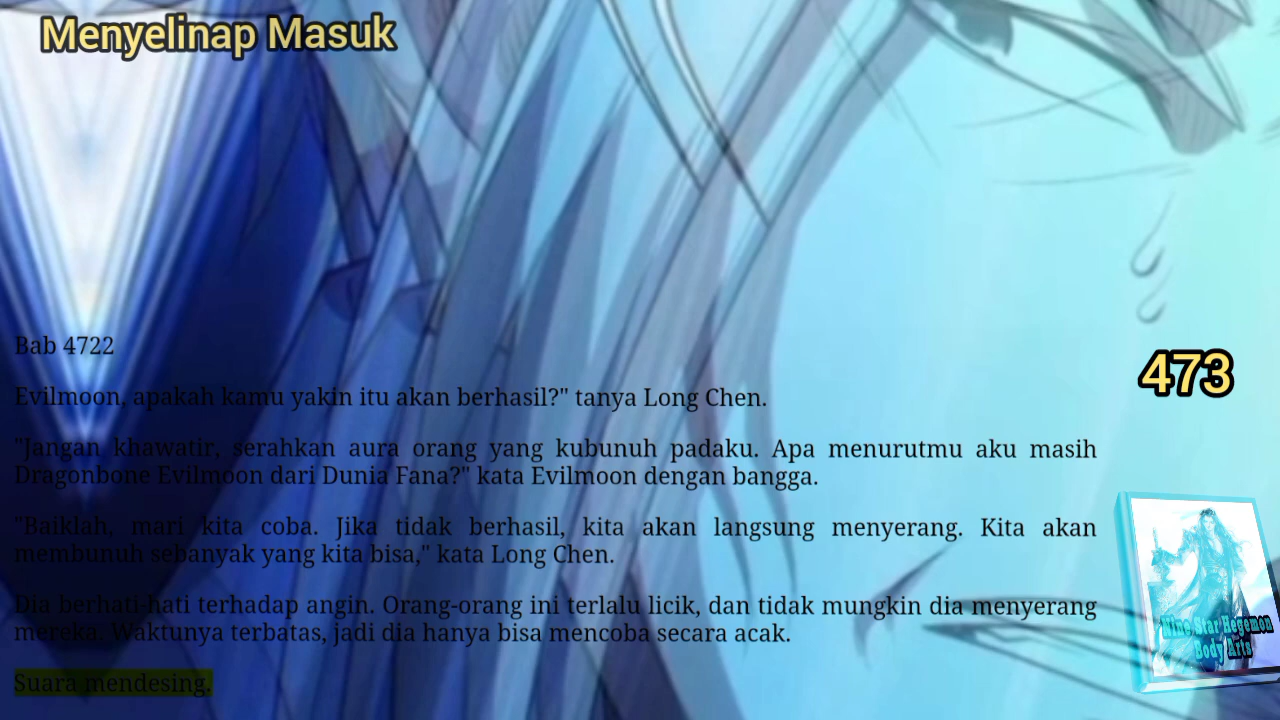 Menyelinap Masuk
Bab 4722
Evilmoon, apakah kamu yakin itu akan berhasil?" tanya Long Chen.
"Jangan khawatir, serahkan aura orang yang kubunuh padaku. Apa menurutmu aku masih
Dragonbone Evilmoon dari Dunia Fana?" kata Evilmoon dengan bangga.
"Baiklah, mari kita coba. Jika tidak berhasil, kita akan langsung menyerang. Kita akan
membunuh sebanyak yang kita bisa," kata Long Chen.
Dia berhati-hati terhadap angin. Orang-orang ini terlalu licik, dan tidak mungkin dia menyerang
mereka. Waktunya terbatas, jadi dia hanya bisa mencoba secara acak.
Suara mendesing.
473
Nine Star Hegemon
Body Arts